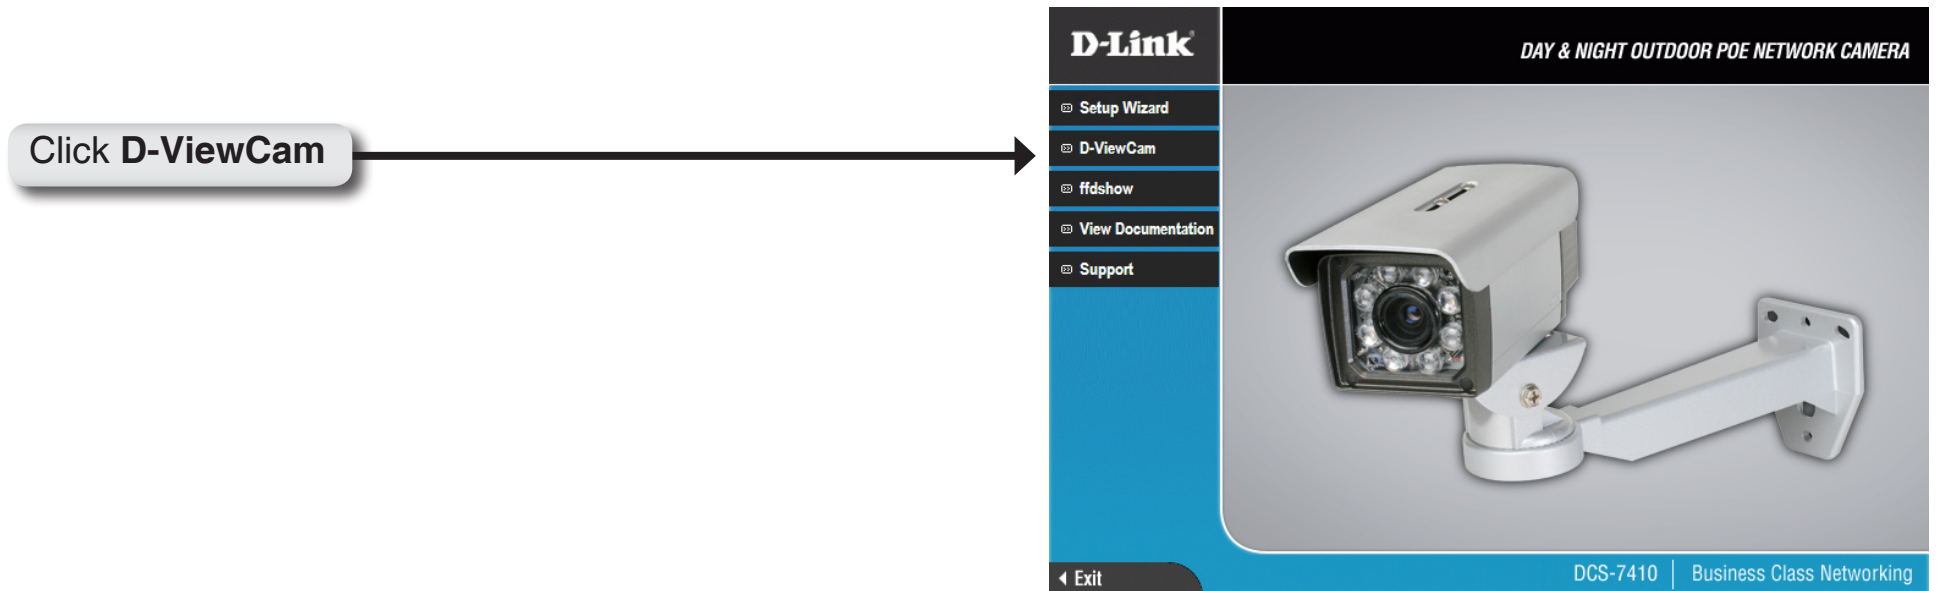 Click D-ViewCam
D-Link
DAY & NIGHT OUTDOOR POE NETWORK CAMERA
Setup Wizard
D-ViewCam
ffdshow
View Documentation
Support
Exit
DCS-7410 | Business Class Networking